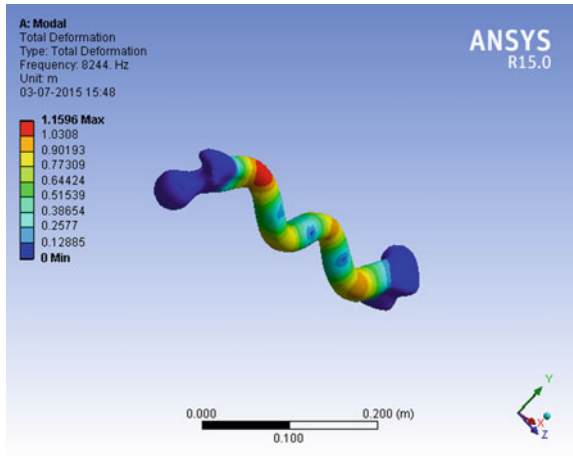 A: Modal
Total Deformation
Type: Total Deformation
Frequency: 8244. Hz
Unit: m
03-07-2015 15:48
ANSYS
R15.0
1.1596 Max
1.0308
0.90193
0.77309
0.64424
0.51539
0.38654
0.2577
0.12885
0 Min
0.000
0.200 (m)
0.100
Y
X
Z